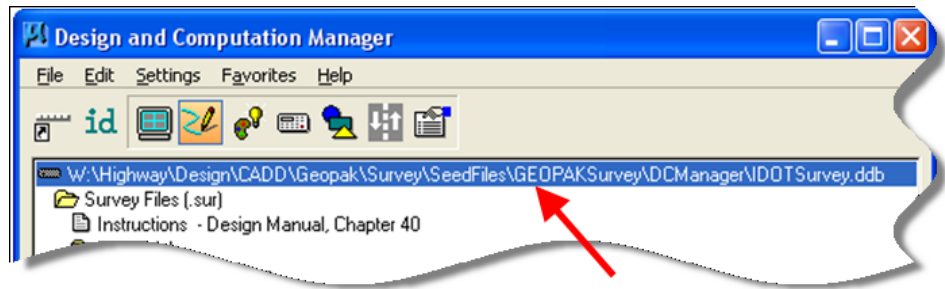 Design and Computation Manager
File Edit Settings Favorites Help
id
W:\Highway\Design\CADD\Geopak\Survey\SeedFiles\GEOPAKSurvey\DCManager\IDOTSurvey.ddb
Survey Files (.sur)
Instructions - Design Manual, Chapter 40